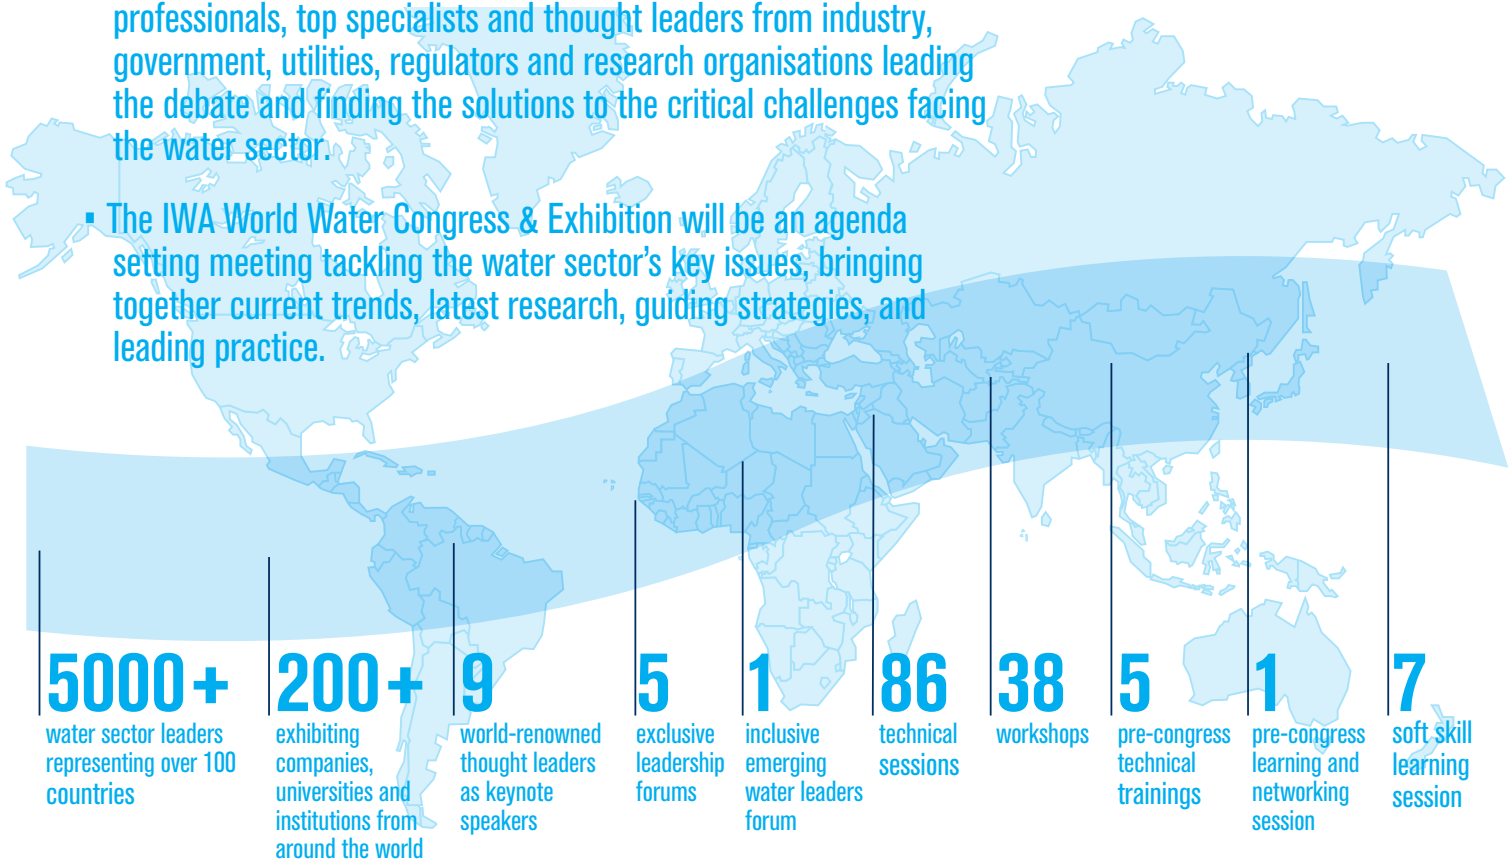 professionals, top specialists and thought leaders from industry,
government, utilities, regulators and research organisations leading
the debate and finding the solutions to the critical challenges facing
the water sector.
▪ The IWA World Water Congress & Exhibition will be an agenda
setting meeting tackling the water sector’s key issues, bringing
together current trends, latest research, guiding strategies, and
leading practice.
5000+
water sector leaders
representing over 100
countries
200+
exhibiting
companies,
universities and
institutions from
around the world
9
world-renowned
thought leaders
as keynote
speakers
5
exclusive
leadership
forums
1
inclusive
emerging
water leaders
forum
86
technical
sessions
38
workshops
5
pre-congress
technical
trainings
1
pre-congress
learning and
networking
session
7
soft skill
learning
session